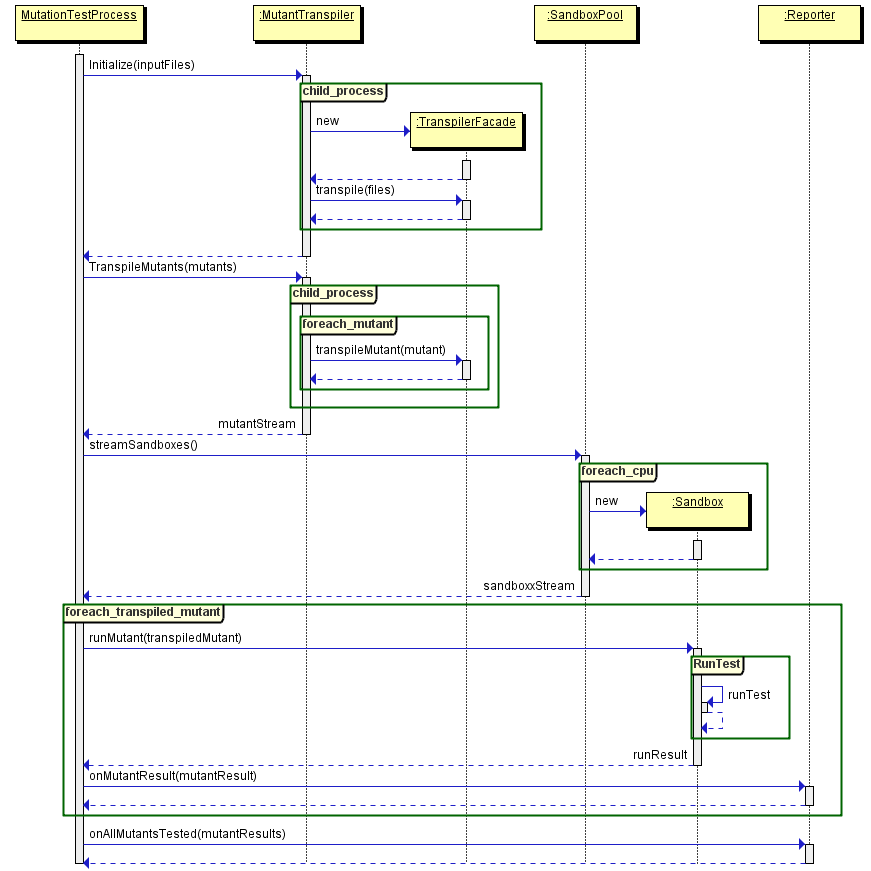 MutationTestProcess
:MutantTranspiler
:SandboxPool
:Reporter
Initialize(inputFiles)
child_process
new
:TranspilerFacade
transpile(files)
TranspileMutants(mutants)
child_process
foreach_mutant
transpileMutant(mutant)
mutantStream
streamSandboxes()
foreach_cpu
new
:Sandbox
sandboxxStream
foreach_transpiled_mutant
runMutant(transpiledMutant)
RunTest
runTest
runResult
onMutantResult(mutantResult)
onAllMutantsTested(mutantResults)